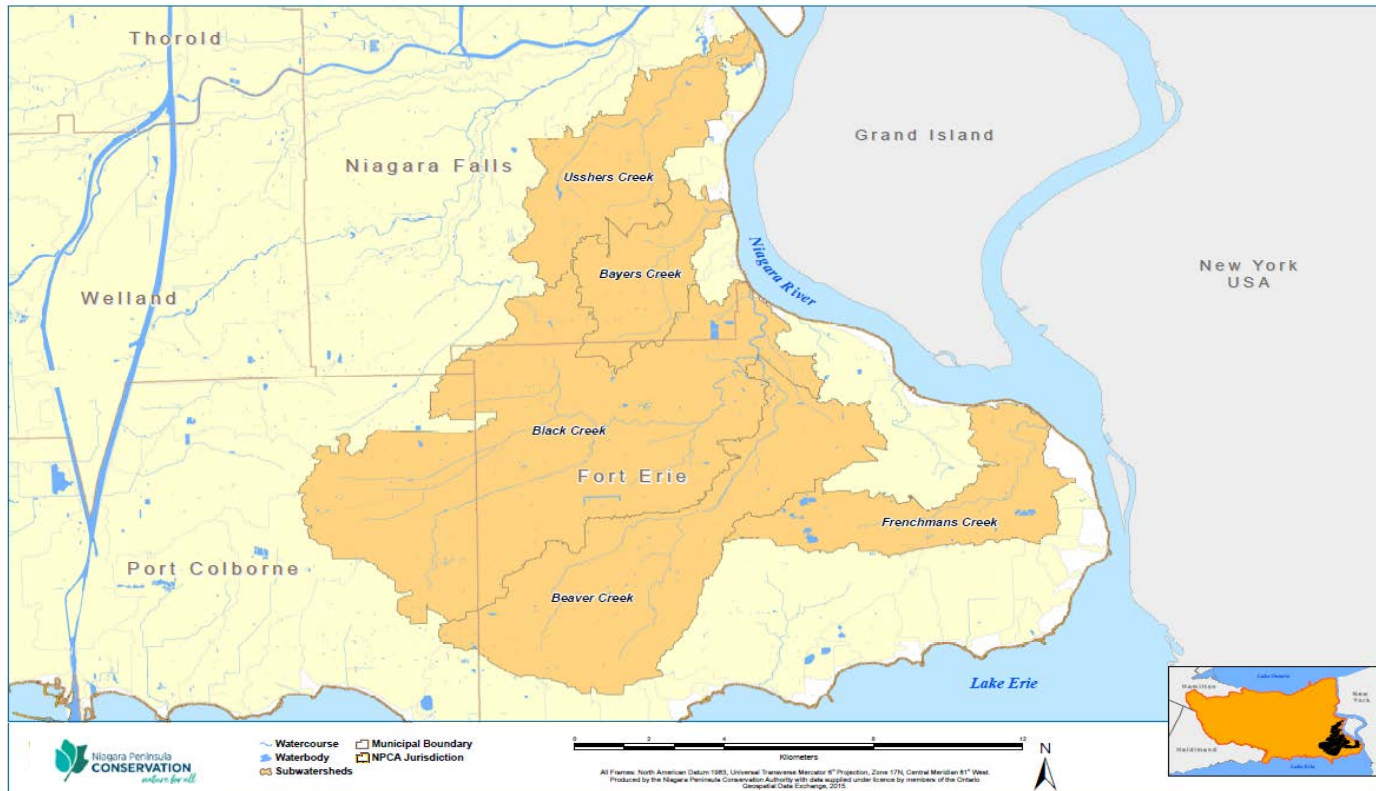 Thorold
Niagara Falls
Grand Island
Usshers Creek
Niagara River
New York
USA
Bayers Creek
Welland
Black Creek
Fort Erie
Frenchmans Creek
Port Colborne
Beaver Creek
Lake Erie
Niagara Peninsula
CONSERVATION
nature for all
Watercourse
Waterbody
Subwatersheds
Municipal Boundary
NPCA Jurisdiction
0 2 4 8 12
Kilometers
All Frames: North American Datum 1983, Universal Transverse Mercator 6° Projection, Zone 17N, Central Meridian 81° West.
Produced by the Niagara Peninsula Conservation Authority with data supplied under licence by members of the Ontario
Geospatial Data Exchange, 2015.
N
Lake Ontario
Hamilton
New
York
Haldimand
Lake Erie